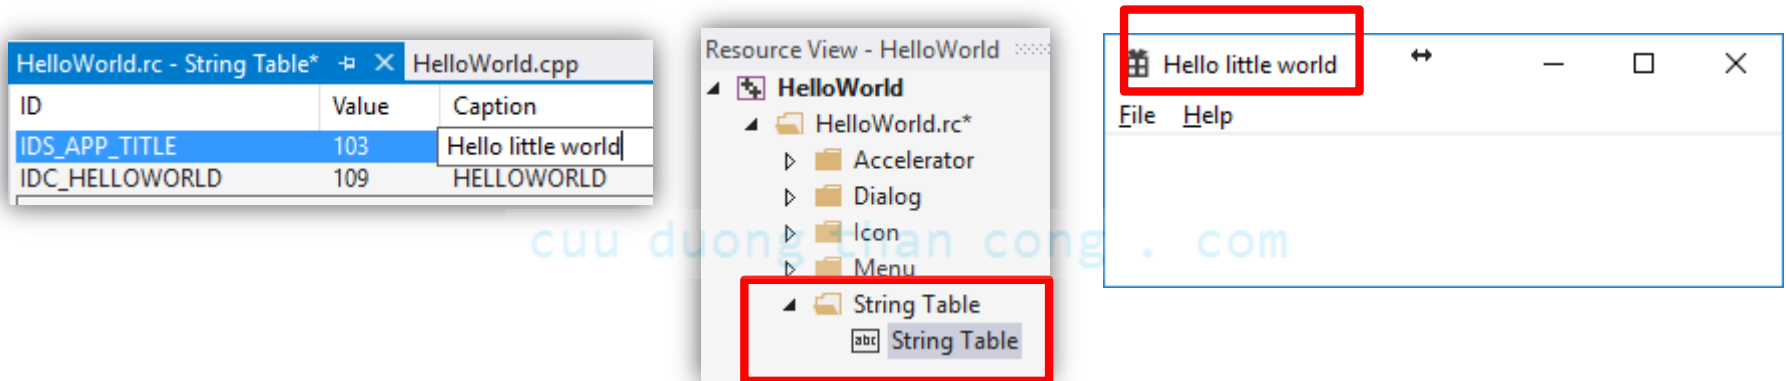 HelloWorld.rc - String Table* HelloWorld.cpp
ID Value Caption
IDS_APP_TITLE 103 Hello little world
IDC_HELLOWORLD 109 HELLOWORLD
Resource View - HelloWorld
HelloWorld
HelloWorld.rc*
Accelerator
Dialog
Icon
Menu
String Table
abc String Table
Hello little world
File Help
cuu duong than cong . com